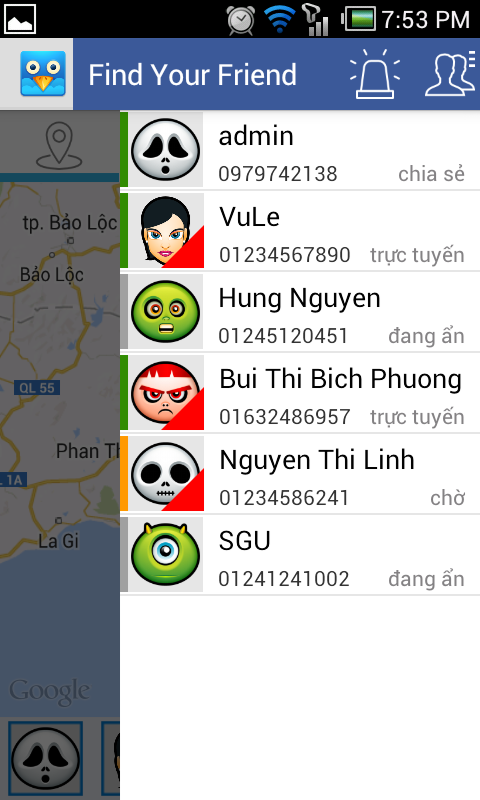 7:53 PM
Find Your Friend
admin
0979742138 chia sẻ
VuLe
01234567890 trực tuyến
Hung Nguyen
01245120451 đang ẩn
Bui Thi Bich Phuong
01632486957 trực tuyến
Nguyen Thi Linh
01234586241 chờ
SGU
01241241002 đang ẩn
tp. Bảo Lộc
Bảo Lộc
QL 55
Phan Th
L 1A
La Gi
Google